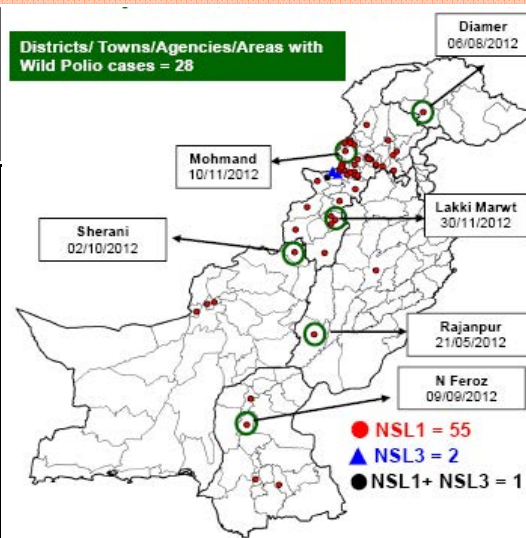 Diamer
06/08/2012
Districts/ Towns/Agencies/Areas with
Wild Polio cases = 28
Mohmand
10/11/2012
Lakki Marwt
30/11/2012
Sherani
02/10/2012
Rajanpur
21/05/2012
N Feroz
09/09/2012
NSL1 = 55
NSL3 = 2
NSL1+ NSL3 = 1